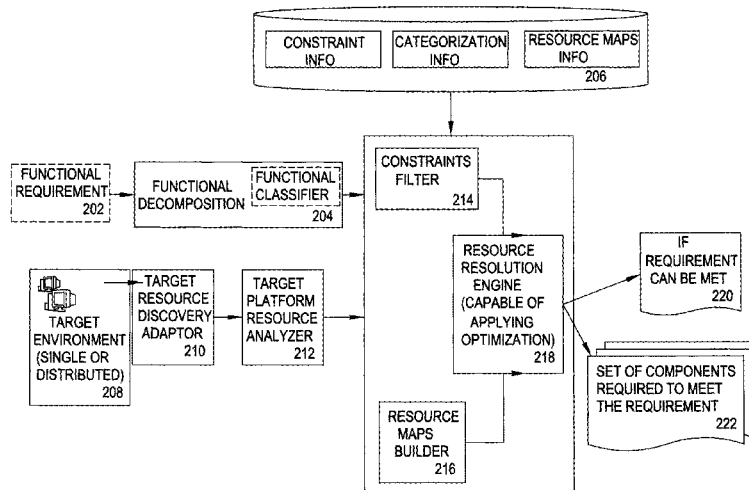 CONSTRAINT
INFO
CATEGORIZATION
INFO
RESOURCE MAPS
INFO
206
FUNCTIONAL
REQUIREMENT
202
FUNCTIONAL
DECOMPOSITION
FUNCTIONAL
CLASSIFIER
204
CONSTRAINTS
FILTER
214
RESOURCE
RESOLUTION
ENGINE
(CAPABLE OF
APPLYING
OPTIMIZATION)
218
IF
REQUIREMENT
CAN BE MET
220
TARGET
ENVIRONMENT
(SINGLE OR
DISTRIBUTED)
208
TARGET
RESOURCE
DISCOVERY
ADAPTOR
210
TARGET
PLATFORM
RESOURCE
ANALYZER
212
SET OF COMPONENTS
REQUIRED TO MEET
THE REQUIREMENT
222
RESOURCE
MAPS
BUILDER
216